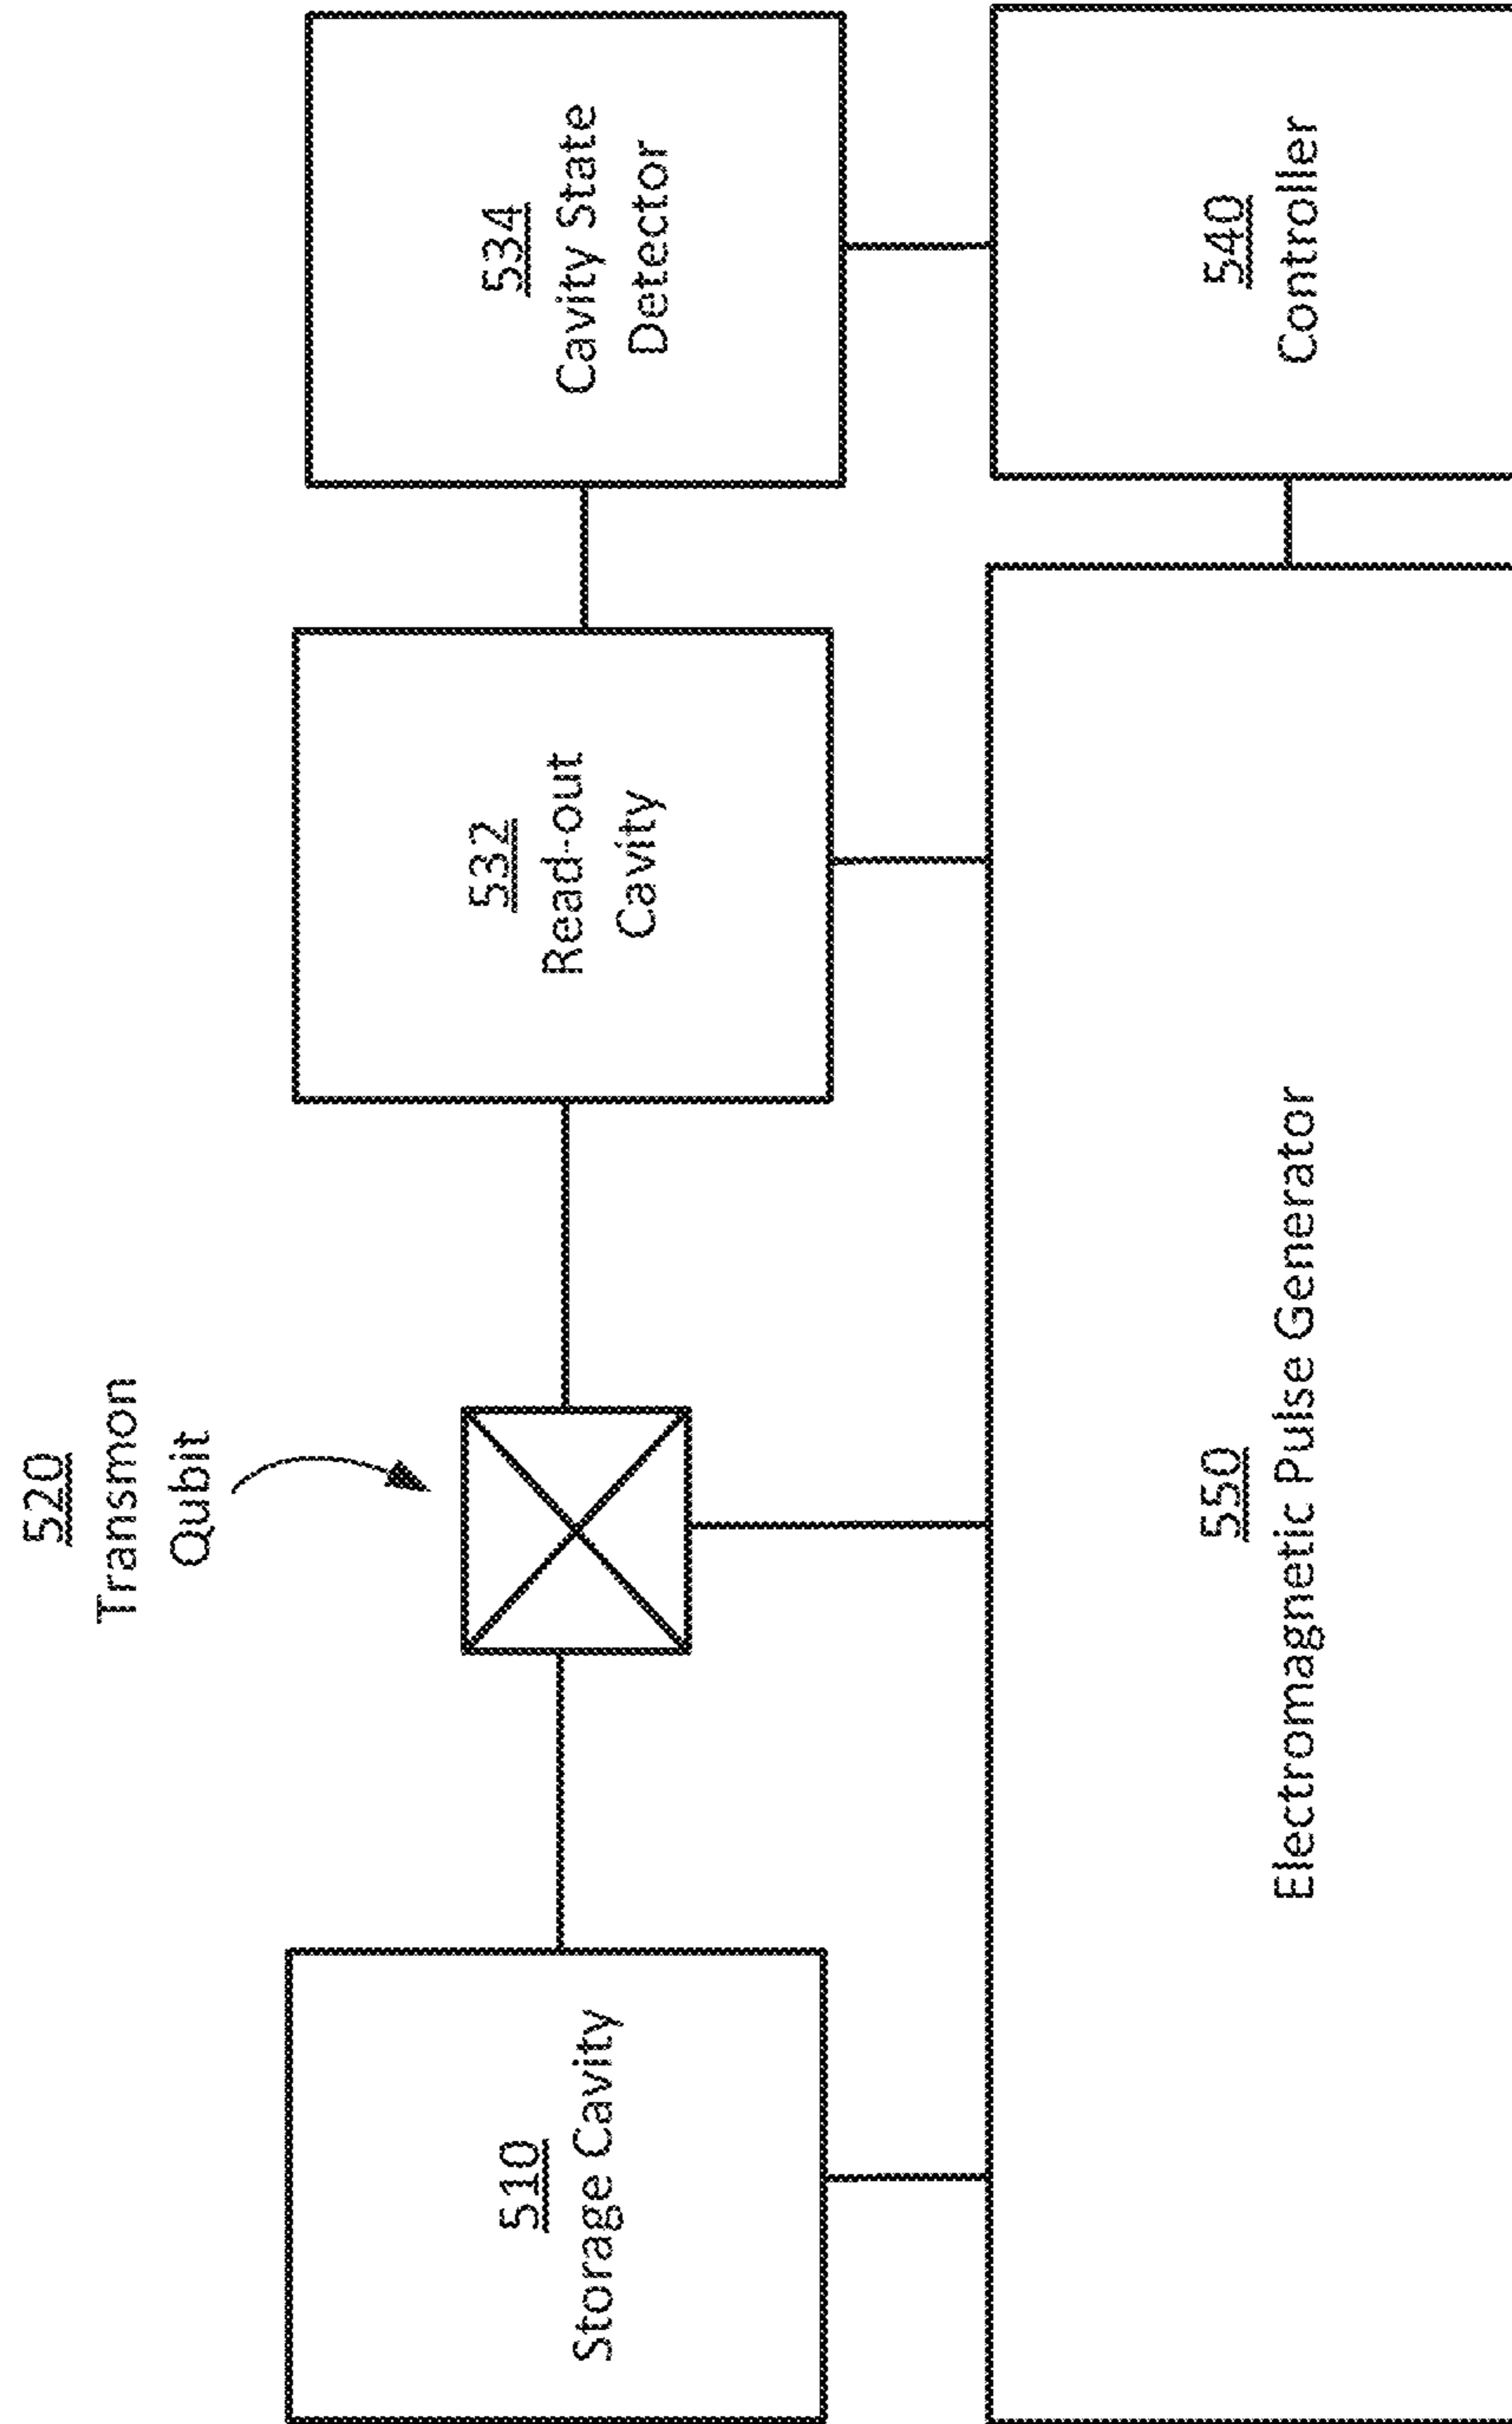 520
Transmon
Qubit
510
Storage Cavity
532
Read-out
Cavity
534
Cavity State
Detector
550
Electromagnetic Pulse Generator
540
Controller